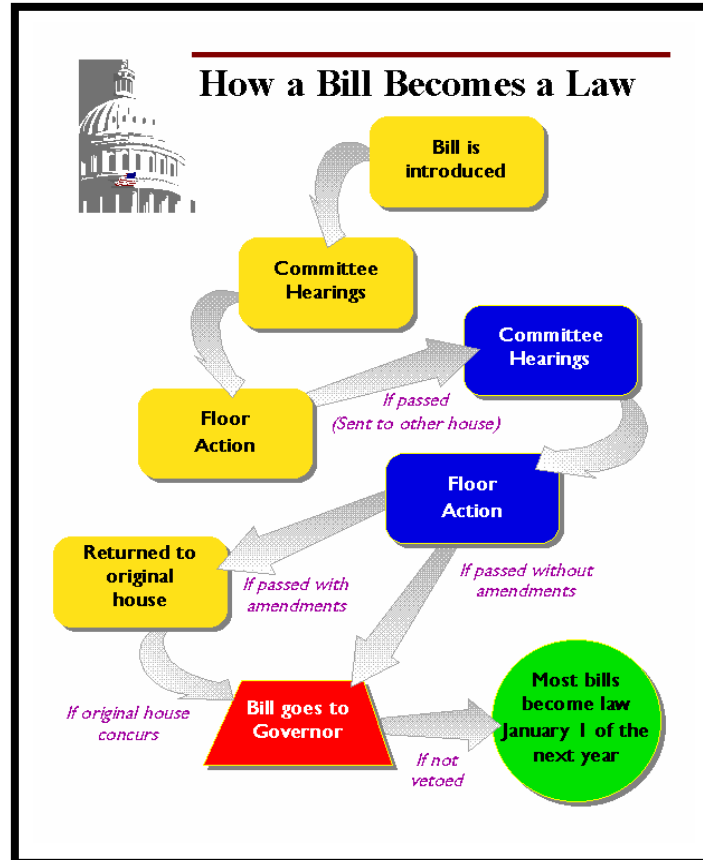 How a Bill Becomes a Law
Bill is
introduced
Committee
Hearings
Committee
Hearings
If passed
(Sent to other house)
Floor
Action
Floor
Action
Returned to
original
house
If passed with
amendments
If passed without
amendments
If original house
concurs
Bill goes to
Governor
If not
vetoed
Most bills
become law
January 1 of the
next year